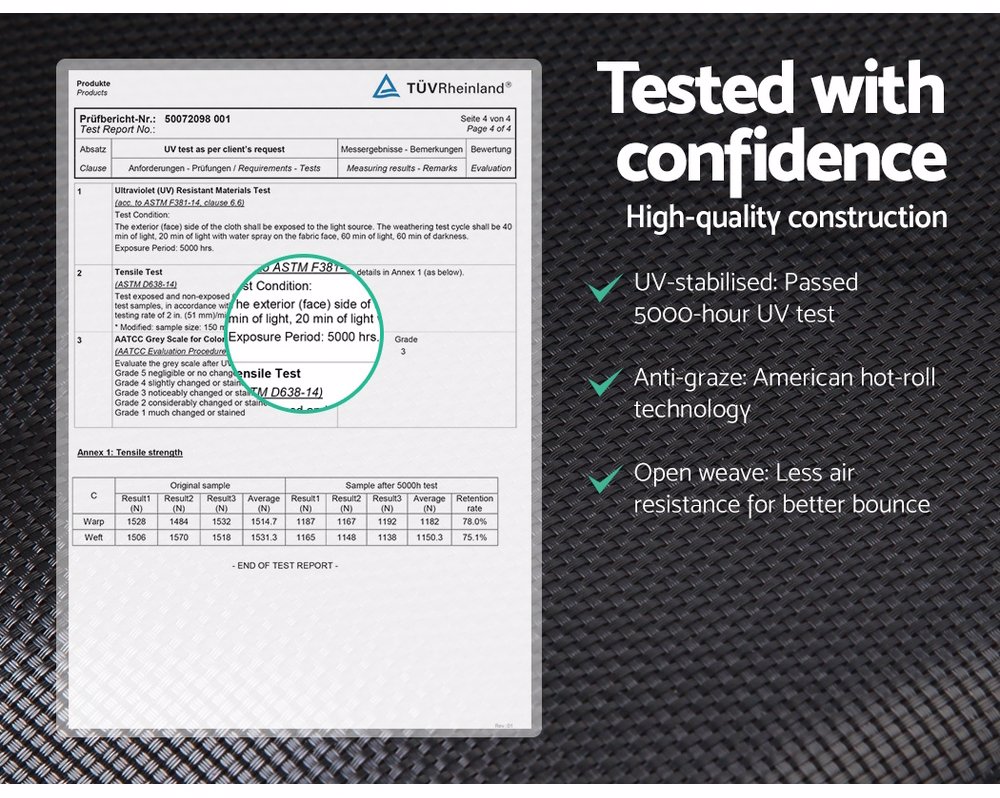 Produkte
Products
TÜVRheinland®
Prüfbericht-Nr.: 50072098 001
Test Report No.:
Seite 4 von 4
Page 4 of 4
Absatz
UV test as per client's request
Messergebnisse - Bemerkungen
Bewertung
Clause
Anforderungen - Prüfungen / Requirements - Tests
Measuring results - Remarks
Evaluation
1
Ultraviolet (UV) Resistant Materials Test
(acc. to ASTM F381-14, clause 6.6)
Test Condition:
The exterior (face) side of the cloth shall be exposed to the light source. The weathering test cycle shall be 40
min of light, 20 min of light with water spray on the fabric face, 60 min of light, 60 min of darkness.
Exposure Period: 5000 hrs.
2
Tensile Test
(ASTM D638-14)
Test exposed and non-exposed
test samples, in accordance
testing rate of 2 in. (51 mm)/
* Modified: sample size: 150
details in Annex 1 (as below).
3
AATCC Grey Scale for
(AATCC Evaluation Procedure
Evaluate the grey scale after
Grade 5 negligible or no
Grade 4 slightly changed or
Grade 3 noticeably changed or
Grade 2 considerably changed or
Grade 1 much changed or stained
Grade
3
ASTM F381-
st Condition:
he exterior (face) side of
min of light, 20 min of light
Exposure Period: 5000 hrs.
ensile Test
TM D638-14)
Annex 1: Tensile strength
C
Original sample
Sample after 5000h test
Result1 (N)
Result2 (N)
Result3 (N)
Average (N)
Result1 (N)
Result2 (N)
Result3 (N)
Average (N)
Retention rate
Warp 1528 1484 1532 1514.7 1187 1167 1192 1182 78.0%
Weft 1506 1570 1518 1531.3 1165 1148 1138 1150.3 75.1%
- END OF TEST REPORT -
Tested with
confidence
High-quality construction
UV-stabilised: Passed
5000-hour UV test
Anti-graze: American hot-roll
technology
Open weave: Less air
resistance for better bounce